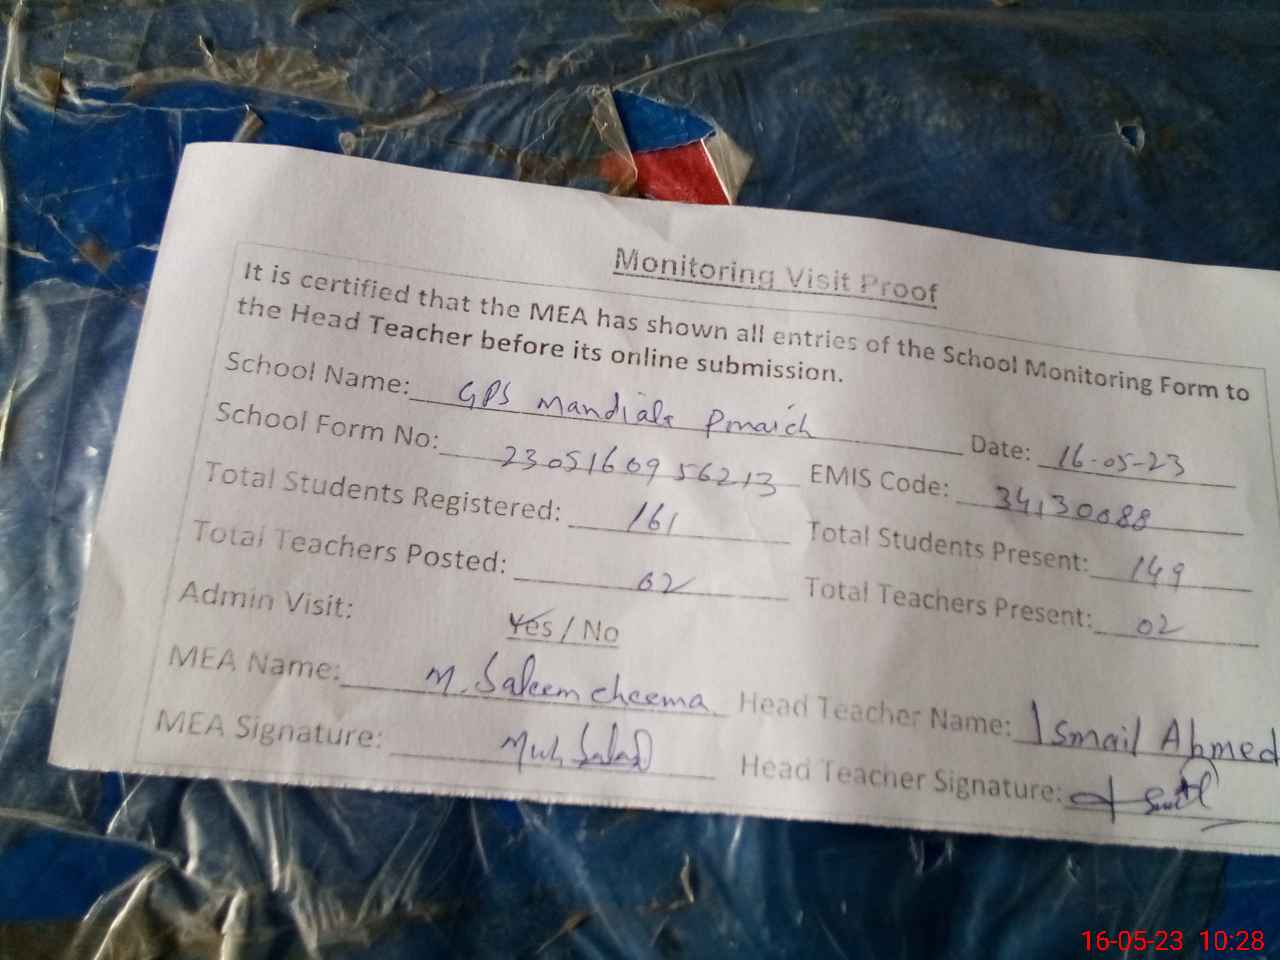 Monitoring Visit Proof
It is certified that the MEA has shown all entries of the School Monitoring Form to
the Head Teacher before its online submission.
School Name: GPS Mandiala Pmaich Date: 16-05-23
School Form No: 2305160956213 EMIS Code: 34130088
Total Students Registered: 161 Total Students Present: 149
Total Teachers Posted: 02 Total Teachers Present: 02
Admin Visit: Yes / No
MEA Name: M. Saleem cheema Head Teacher Name: Ismail Ahmed
MEA Signature: Head Teacher Signature:
16-05-23 10:28